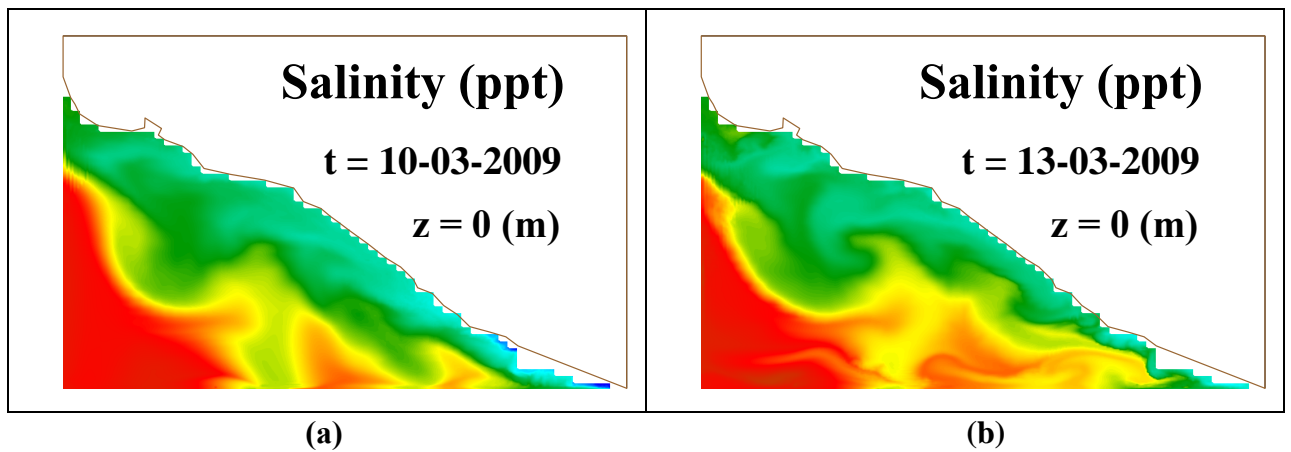 Salinity (ppt)
t = 10-03-2009
z = 0 (m)
(a)
Salinity (ppt)
t = 13-03-2009
z = 0 (m)
(b)